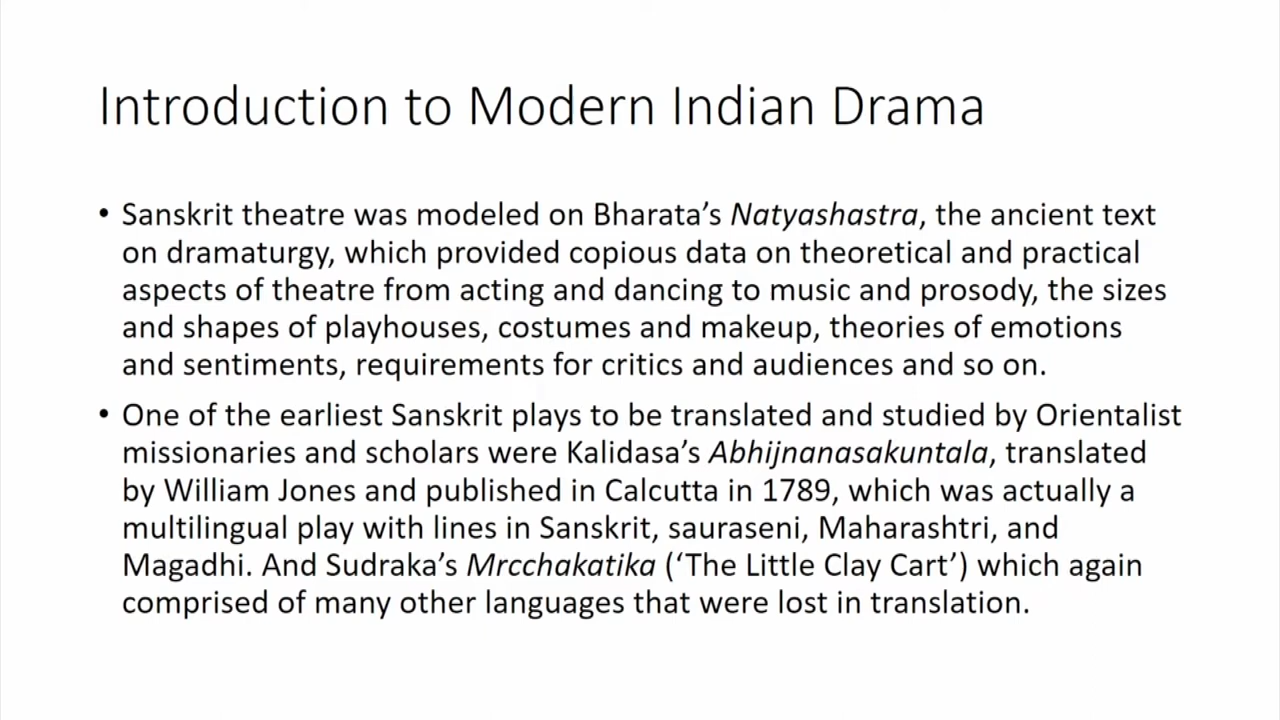 Introduction to Modern Indian Drama
• Sanskrit theatre was modeled on Bharata’s Natyashastra, the ancient text
on dramaturgy, which provided copious data on theoretical and practical
aspects of theatre from acting and dancing to music and prosody, the sizes
and shapes of playhouses, costumes and makeup, theories of emotions
and sentiments, requirements for critics and audiences and so on.
• One of the earliest Sanskrit plays to be translated and studied by Orientalist
missionaries and scholars were Kalidasa’s Abhijnanasakuntala, translated
by William Jones and published in Calcutta in 1789, which was actually a
multilingual play with lines in Sanskrit, sauraseni, Maharashtri, and
Magadhi. And Sudraka’s Mrcchakatika (‘The Little Clay Cart’) which again
comprised of many other languages that were lost in translation.